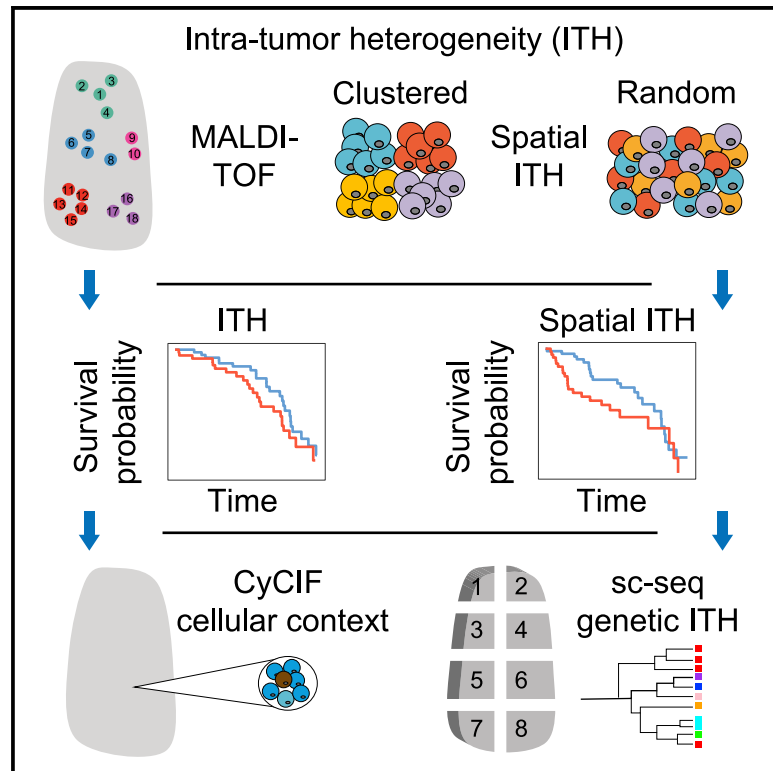 Intra-tumor heterogeneity (ITH)
2
3
1
4
5
6
7
8
9
10
11
12
13
14
15
16
17
18
MALDI-
TOF
Clustered
Spatial
ITH
Random
ITH
Survival
probability
Time
Spatial ITH
Survival
probability
Time
CyCIF
cellular context
1 2
3 4
5 6
7 8
sc-seq
genetic ITH